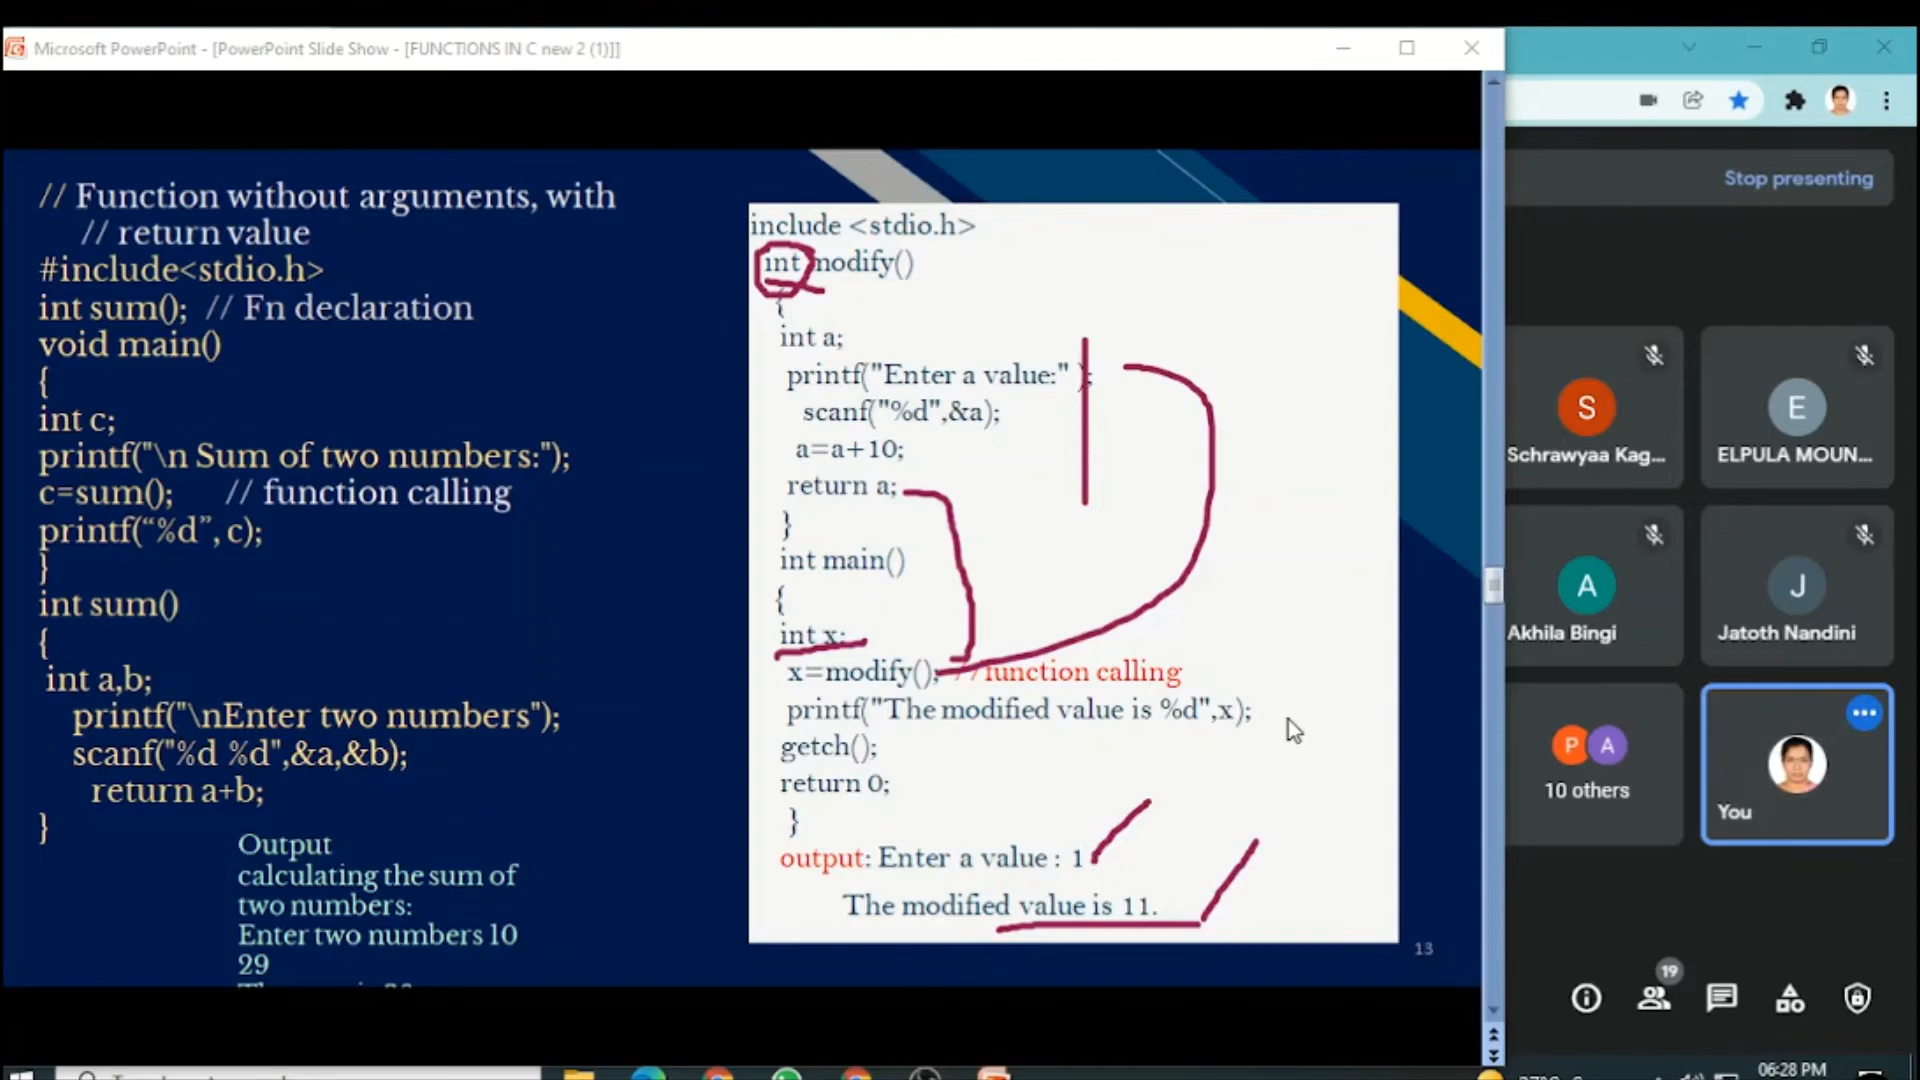 Microsoft PowerPoint - [PowerPoint Slide Show - [FUNCTIONS IN C new 2 (1)]]
// Function without arguments, with
// return value
#include<stdio.h>
int sum();  // Fn declaration
void main()
{
int c;
printf("\n Sum of two numbers:");
c=sum();     // function calling
printf(“%d”, c);
}
int sum()
{
int a,b;
printf("\nEnter two numbers");
scanf("%d %d",&a,&b);
return a+b;
}
Output
calculating the sum of
two numbers:
Enter two numbers 10
29
include <stdio.h>
int modify()
{
int a;
printf("Enter a value:" );
scanf("%d",&a);
a=a+10;
return a;
}
int main()
{
int x;
x=modify(); //function calling
printf("The modified value is %d",x);
getch();
return 0;
}
output: Enter a value : 1
The modified value is 11.
13
Stop presenting
S
Schrawyaa Kag...
E
ELPULA MOUN...
A
Akhila Bingi
J
Jatoth Nandini
P A
10 others
You
19
06:28 PM